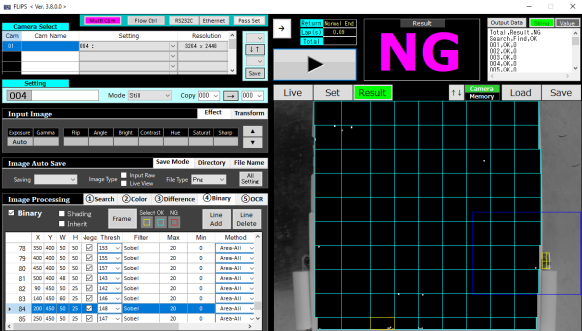 FLIPS < Ver. 3.8.0.0 >
Multi Cam Flow Ctrl RS232C Ethernet Pass Set
Camera Select
Cam Cam Name Setting Resolution
01 004 : 3264 x 2448
↓↑
Save
Setting
004 Mode Still Copy 000 → 000
Input Image Effect Transform
Exposure Gamma Flip Angle Bright Contrast Hue Saturat Sharp
Auto
Image Auto Save Save Mode Directory File Name
Saving Image Type Input Raw Live View File Type Png All Setting
Image Processing ①Search ②Color ③Difference ④Binary ⑤OCR
Binary Shading Inherit Frame Select OK NG Line Add Line Delete
X Y W H Nega Thresh Filter Max Min Method
78 350 400 50 50 155 Sobel 20 0 Area-All
79 400 400 50 50 155 Sobel 20 0 Area-All
80 450 400 50 50 157 Sobel 20 0 Area-All
81 500 400 48 50 143 Sobel 20 0 Area-All
82 90 450 50 25 142 Sobel 20 0 Area-All
83 140 450 60 25 146 Sobel 20 0 Area-All
84 200 450 50 25 148 Sobel 20 0 Area-All
85 250 450 50 25 147 Sobel 20 0 Area-All
→
Return Normal End
Lap(s) 0.09
Total
Result
NG
Output Data String Value
Total,Result,NG
Search,Find,OK
001,OK,0
002,OK,0
003,OK,0
004,OK,0
005,OK,0
Live Set Result ↑↓ Camera Memory Load Save